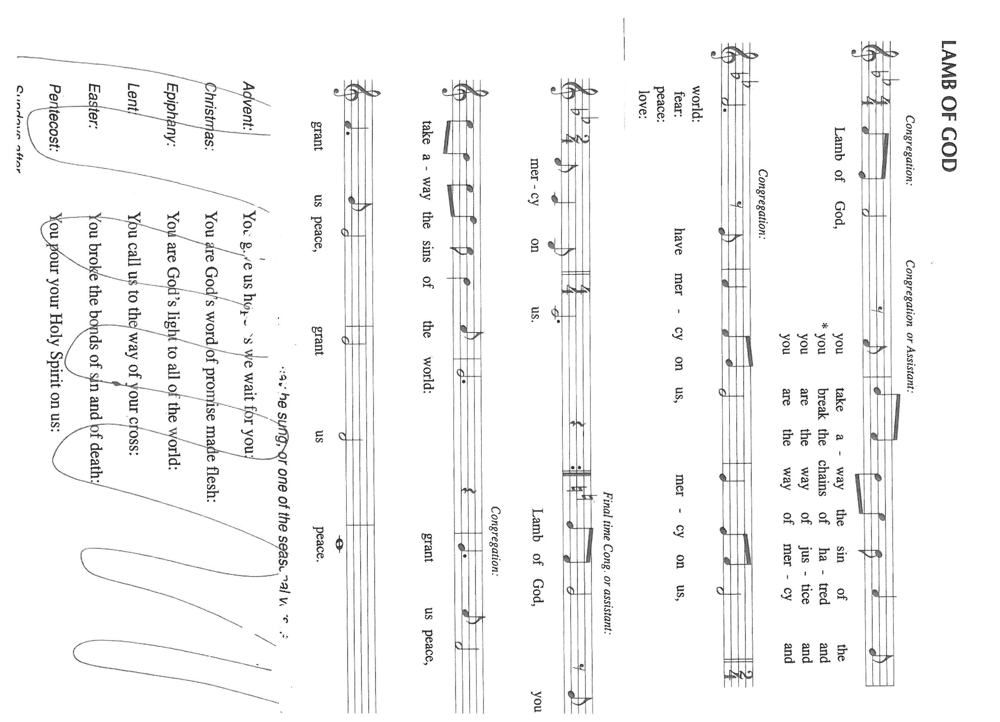 LAMB OF GOD
Congregation: Congregation or Assistant:
Lamb of God, you take a - way the sin of the
*you break the chains of ha - tred and
you are the way of jus - tice and
you are the way of mer - cy and
Congregation:
world: have mer - cy on us, mer - cy on us,
fear:
peace:
love:
Final time Cong. or assistant:
mer - cy on us. Lamb of God, you
Congregation:
take a - way the sins of the world: grant us peace,
grant us peace, grant us peace.
be sung, or one of the
Advent: You give us hope as we wait for you:
Christmas: You are God's word of promise made flesh:
Epiphany: You are God's light to all of the world:
Lent: You call us to the way of your cross:
Easter: You broke the bonds of sin and of death:
Pentecost: You pour your Holy Spirit on us: